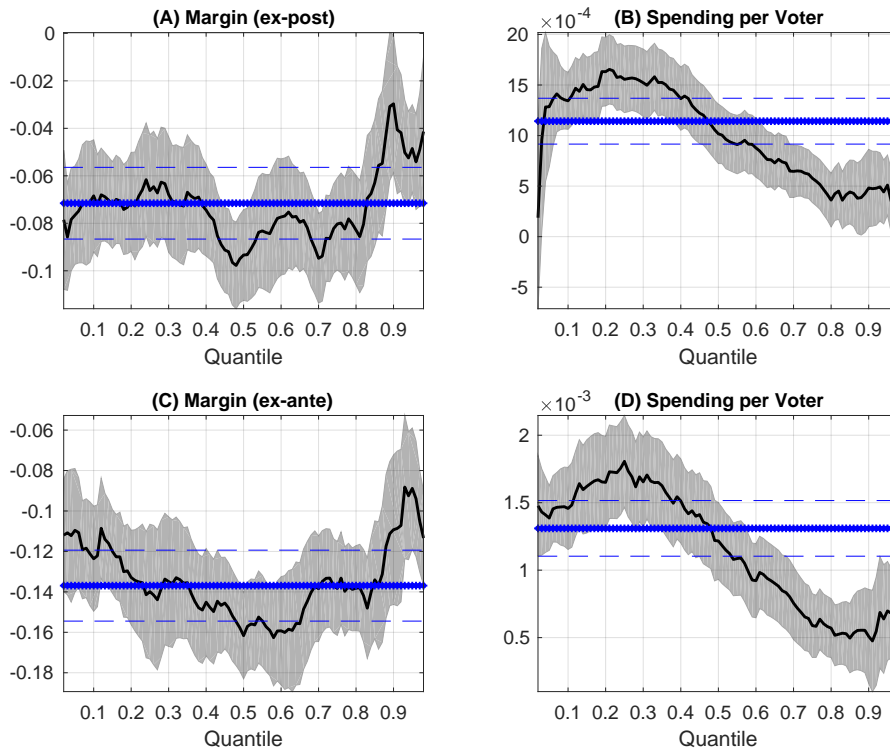 (A) Margin (ex-post)
0
-0.02
-0.04
-0.06
-0.08
-0.1
0.1 0.2 0.3 0.4 0.5 0.6 0.7 0.8 0.9
Quantile
(B) Spending per Voter
×10-4
20
15
10
5
0
-5
0.1 0.2 0.3 0.4 0.5 0.6 0.7 0.8 0.9
Quantile
(C) Margin (ex-ante)
-0.06
-0.08
-0.1
-0.12
-0.14
-0.16
-0.18
0.1 0.2 0.3 0.4 0.5 0.6 0.7 0.8 0.9
Quantile
(D) Spending per Voter
×10-3
2
1.5
1
0.5
0.1 0.2 0.3 0.4 0.5 0.6 0.7 0.8 0.9
Quantile